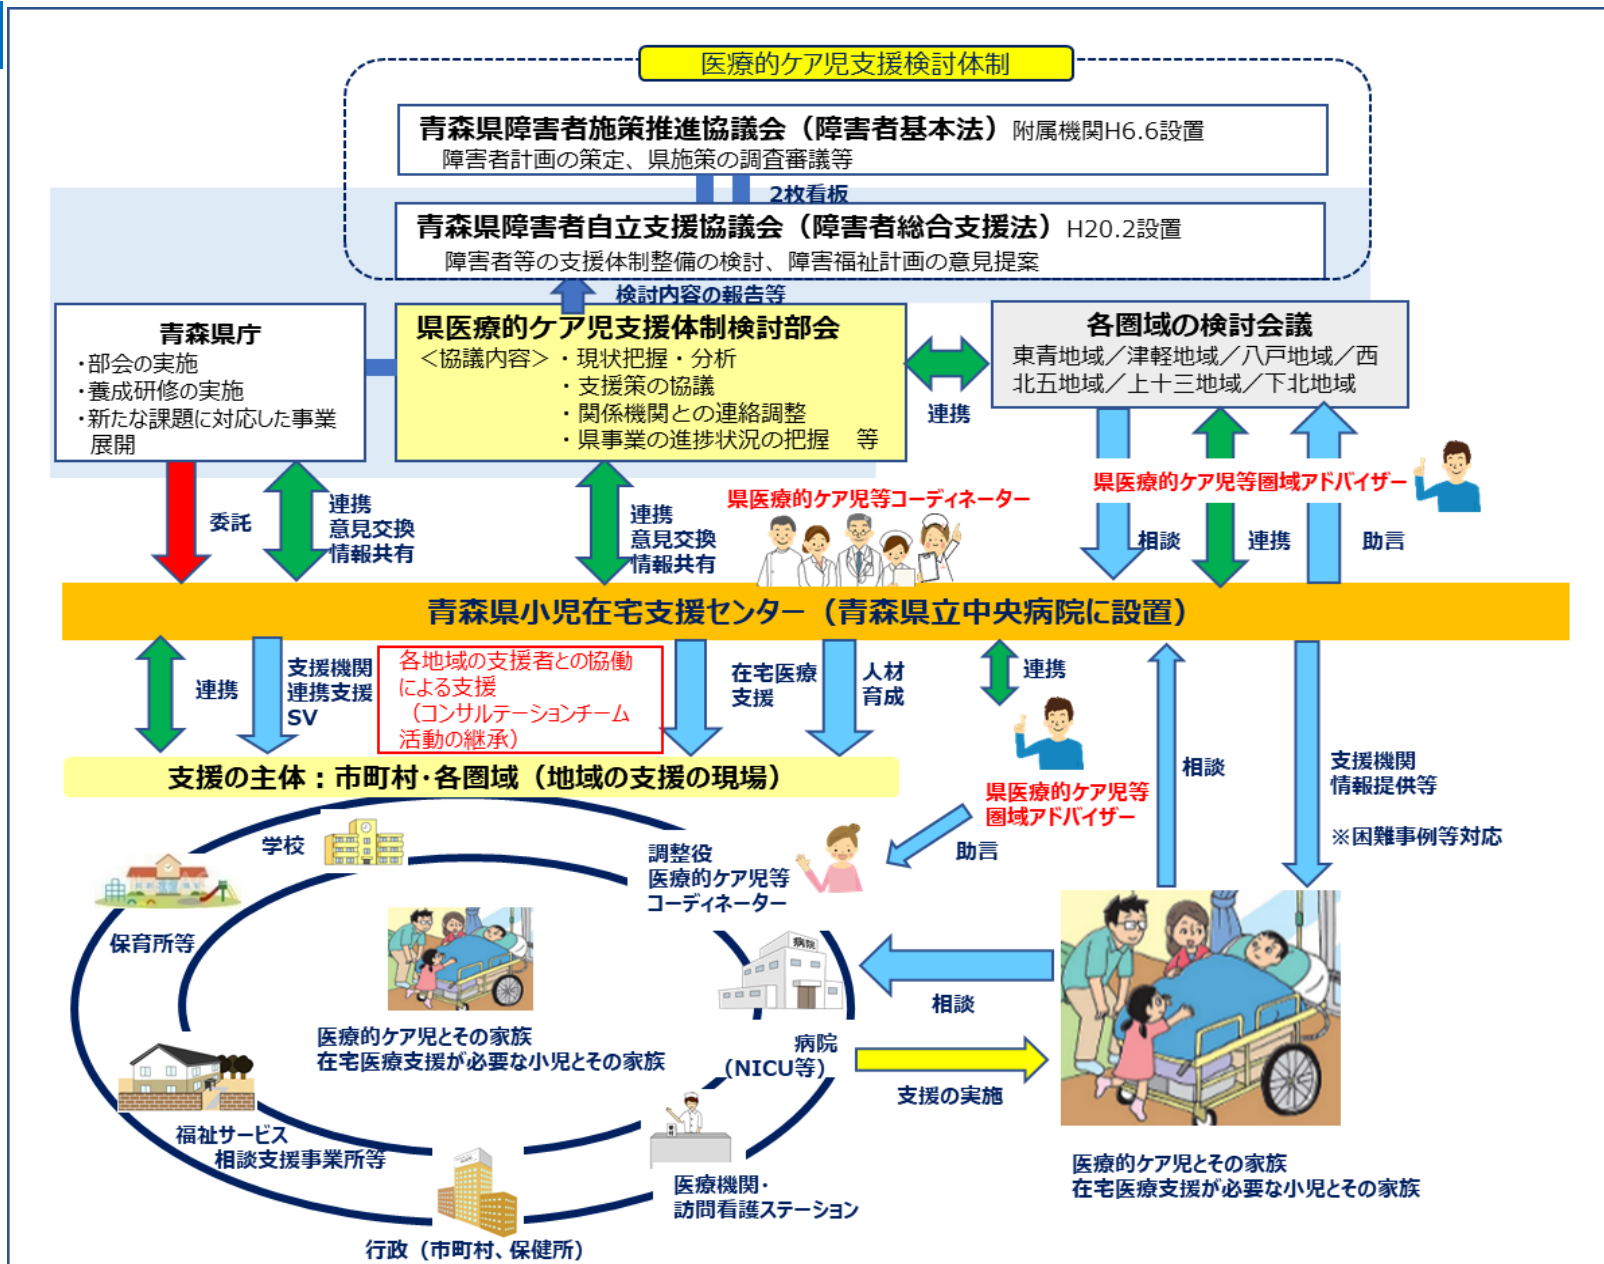 医療的ケア児支援検討体制
青森県障害者施策推進協議会（障害者基本法）附属機関H6.6設置
障害者計画の策定、県施策の調査審議等
2枚看板
青森県障害者自立支援協議会（障害者総合支援法）H20.2設置
障害者等の支援体制整備の検討、障害福祉計画の意見提案
検討内容の報告等
青森県庁
・部会の実施
・養成研修の実施
・新たな課題に対応した事業
展開
県医療的ケア児支援体制検討部会
＜協議内容＞・現状把握・分析
・支援策の協議
・関係機関との連絡調整
・県事業の進捗状況の把握　等
連携
各圏域の検討会議
東青地域／津軽地域／八戸地域／西
北五地域／上十三地域／下北地域
委託
連携
意見交換
情報共有
連携
意見交換
情報共有
県医療的ケア児等コーディネーター
県医療的ケア児等圏域アドバイザー
相談
連携
助言
青森県小児在宅支援センター（青森県立中央病院に設置）
連携
支援機関
連携支援
SV
各地域の支援者との協働
による支援
（コンサルテーションチーム
活動の継承）
在宅医療
支援
人材
育成
連携
県医療的ケア児等
圏域アドバイザー
助言
相談
支援機関
情報提供等
※困難事例等対応
支援の主体：市町村・各圏域（地域の支援の現場）
学校
調整役
医療的ケア児等
コーディネーター
保育所等
病院
医療的ケア児とその家族
在宅医療支援が必要な小児とその家族
病院
（NICU等）
相談
支援の実施
福祉サービス
相談支援事業所等
医療機関・
訪問看護ステーション
行政（市町村、保健所）
医療的ケア児とその家族
在宅医療支援が必要な小児とその家族